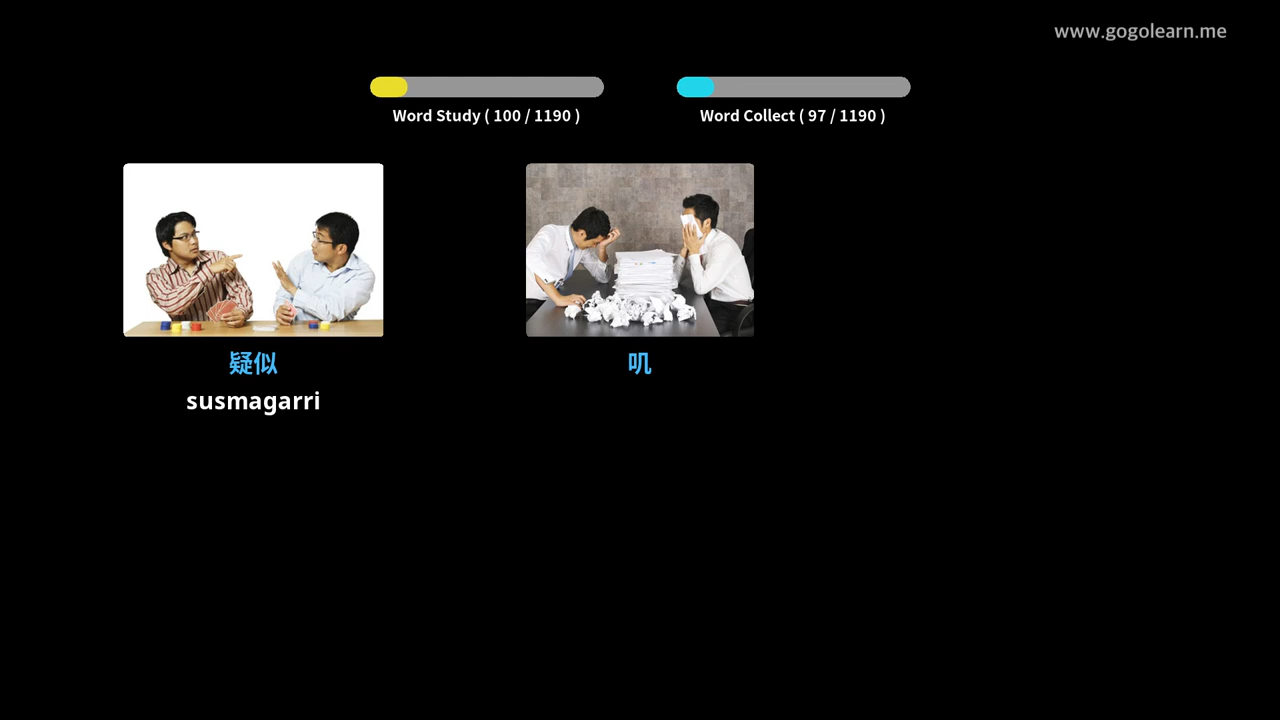 www.gogolearn.me
Word Study ( 100 / 1190 )
Word Collect ( 97 / 1190 )
疑似
叽
susmagarri